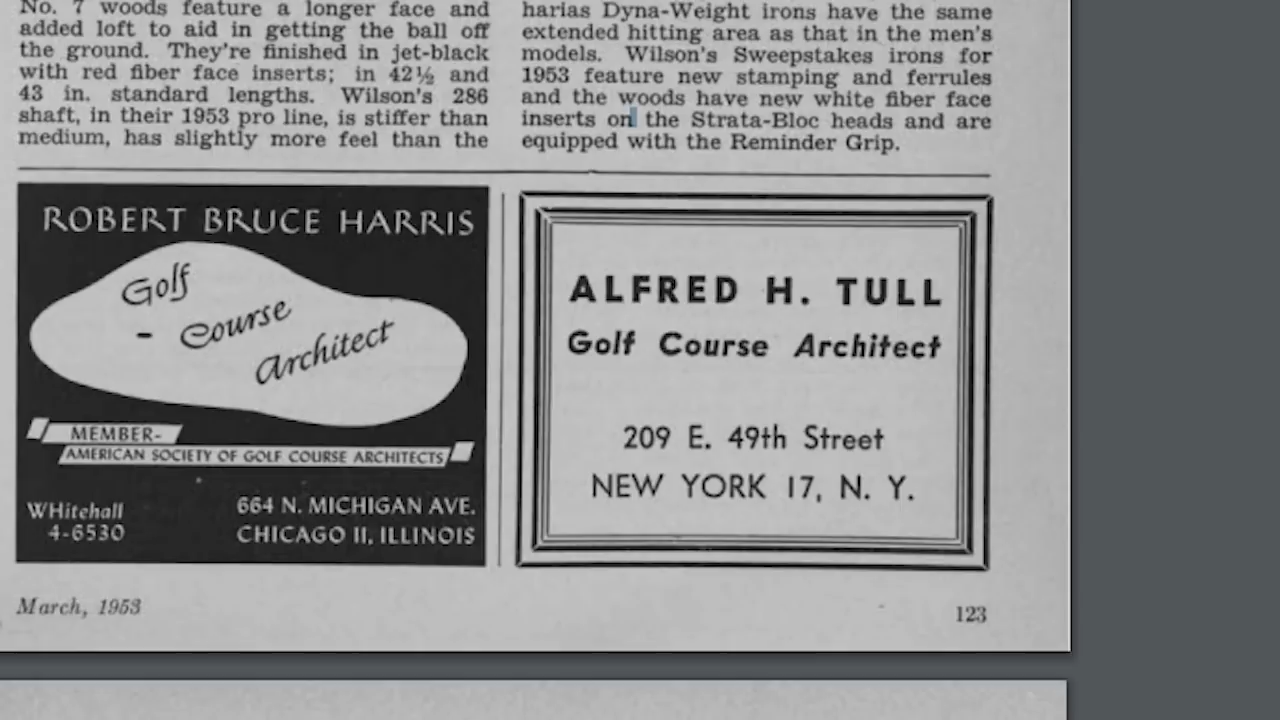 No. 7 woods feature a longer face and
added loft to aid in getting the ball off
the ground. They're finished in jet-black
with red fiber face inserts; in 42½ and
43 in. standard lengths. Wilson's 286
shaft, in their 1953 pro line, is stiffer than
medium, has slightly more feel than the
harias Dyna-Weight irons have the same
extended hitting area as that in the men's
models. Wilson's Sweepstakes irons for
1953 feature new stamping and ferrules
and the woods have new white fiber face
inserts on the Strata-Bloc heads and are
equipped with the Reminder Grip.
ROBERT BRUCE HARRIS
Golf
- Course
Architect
MEMBER-
AMERICAN SOCIETY OF GOLF COURSE ARCHITECTS
WHitehall
4-6530
664 N. MICHIGAN AVE.
CHICAGO 11, ILLINOIS
ALFRED H. TULL
Golf Course Architect
209 E. 49th Street
NEW YORK 17, N. Y.
March, 1953
123